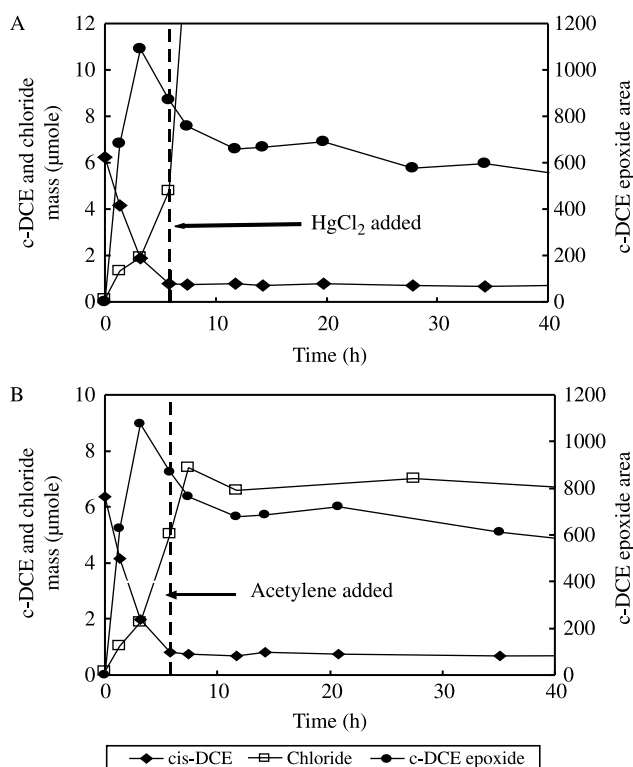 A
12
10
8
6
4
2
0
c-DCE and chloride
mass (μmole)
1200
1000
800
600
400
200
0
c-DCE epoxide area
HgCl2 added
0 10 20 30 40
Time (h)
B
10
8
6
4
2
0
c-DCE and chloride
mass (μmole)
1200
1000
800
600
400
200
0
c-DCE epoxide area
Acetylene added
0 10 20 30 40
Time (h)
cis-DCE Chloride c-DCE epoxide